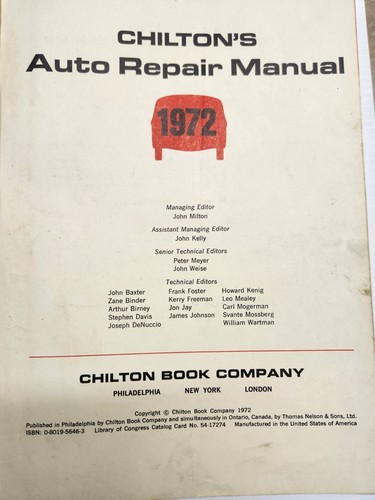 CHILTON'S
Auto Repair Manual
1972
Managing Editor
John Milton
Assistant Managing Editor
John Kelly
Senior Technical Editors
Peter Meyer
John Weise
Technical Editors
John Baxter Frank Foster Howard Kenig
Zane Binder Kerry Freeman Leo Mealey
Arthur Birney Jon Jay Carl Mogerman
Stephen Davis James Johnson Svante Mossberg
Joseph DeNuccio William Wartman
CHILTON BOOK COMPANY
PHILADELPHIA NEW YORK LONDON
Copyright © Chilton Book Company 1972
Published in Philadelphia by Chilton Book Company and simultaneously in Ontario, Canada, by Thomas Nelson & Sons, Ltd.
ISBN: 0-8019-5646-3 Library of Congress Catalog Card No. 54-17274 Manufactured in the United States of America